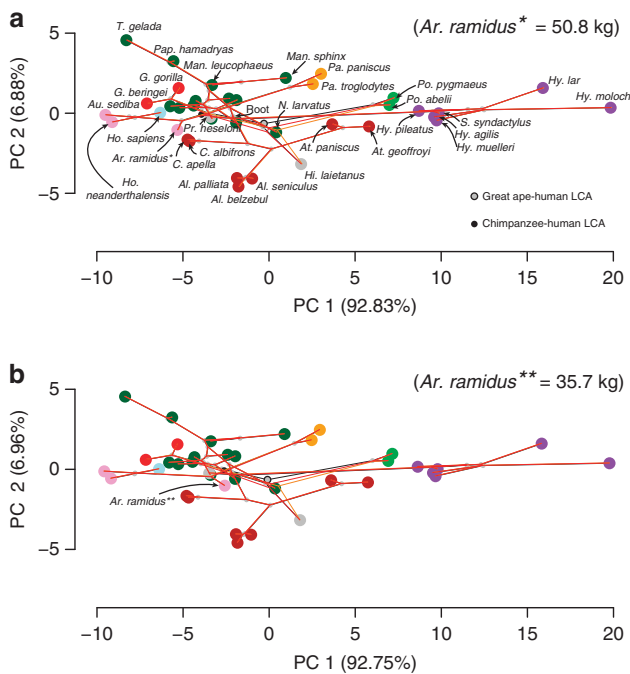 a
(Ar. ramidus* = 50.8 kg)
T. gelada
Pap. hamadryas
Man. leucophaeus
Man. sphinx
G. gorilla
Pa. paniscus
G. beringei
Pa. troglodytes
Po. pygmaeus
Hy. lar
Au. sediba
Root
N. larvatus
Po. abelii
Hy. moloch
Pr. heseloni
Ho. sapiens
At. paniscus
Hy. pileatus
S. syndactylus
Ar. ramidus*
C. albifrons
At. geoffroyi
Hy. agilis
Hy. muelleri
C. apella
Hi. laietanus
Ho. neanderthalensis
Al. palliata
Al. seniculus
Al. belzebul
Great ape-human LCA
Chimpanzee-human LCA
PC 2 (6.88%)
5
0
−5
−10 −5 0 5 10 15 20
PC 1 (92.83%)
b
(Ar. ramidus** = 35.7 kg)
Ar. ramidus**
PC 2 (6.96%)
5
0
−5
−10 −5 0 5 10 15 20
PC 1 (92.75%)